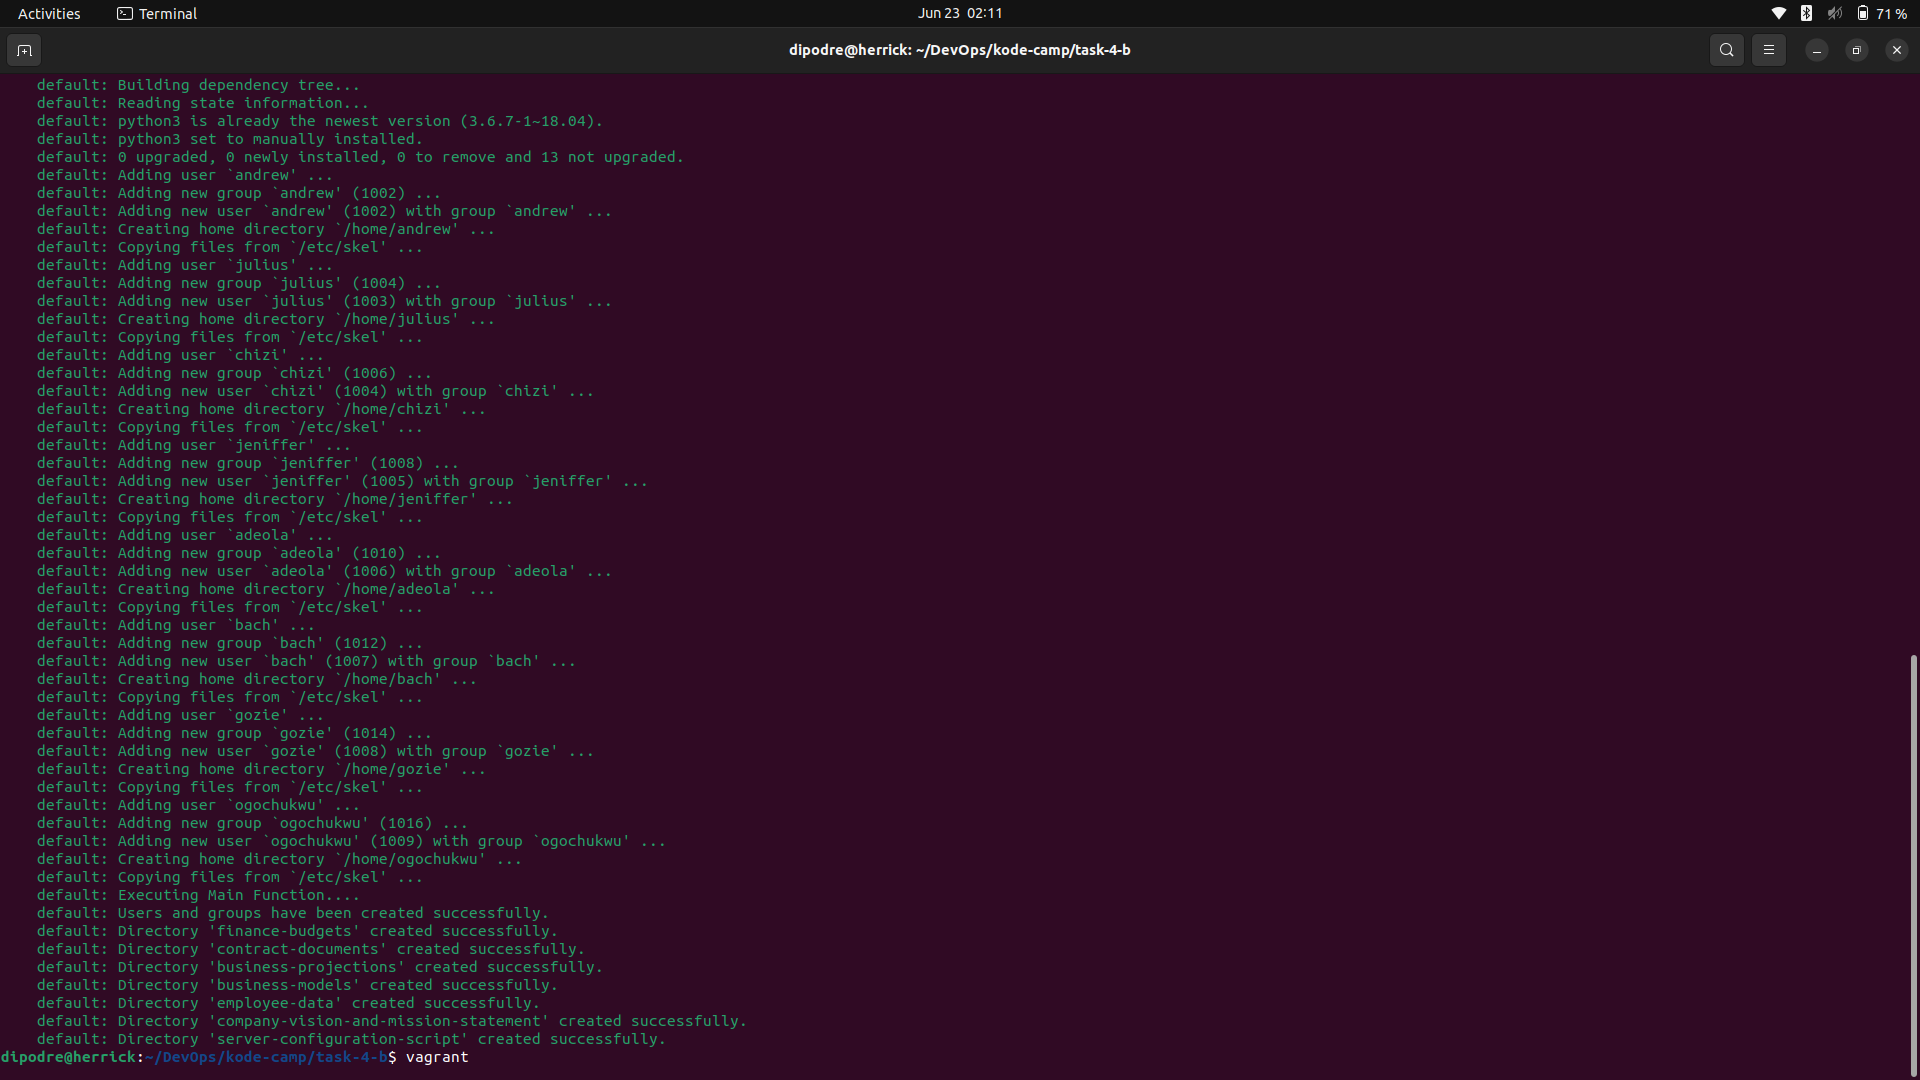 Activities Terminal Jun 23 02:11 71 %
dipodre@herrick: ~/DevOps/kode-camp/task-4-b
default: Building dependency tree...
default: Reading state information...
default: python3 is already the newest version (3.6.7-1~18.04).
default: python3 set to manually installed.
default: 0 upgraded, 0 newly installed, 0 to remove and 13 not upgraded.
default: Adding user `andrew' ...
default: Adding new group `andrew' (1002) ...
default: Adding new user `andrew' (1002) with group `andrew' ...
default: Creating home directory `/home/andrew' ...
default: Copying files from `/etc/skel' ...
default: Adding user `julius' ...
default: Adding new group `julius' (1004) ...
default: Adding new user `julius' (1003) with group `julius' ...
default: Creating home directory `/home/julius' ...
default: Copying files from `/etc/skel' ...
default: Adding user `chizi' ...
default: Adding new group `chizi' (1006) ...
default: Adding new user `chizi' (1004) with group `chizi' ...
default: Creating home directory `/home/chizi' ...
default: Copying files from `/etc/skel' ...
default: Adding user `jeniffer' ...
default: Adding new group `jeniffer' (1008) ...
default: Adding new user `jeniffer' (1005) with group `jeniffer' ...
default: Creating home directory `/home/jeniffer' ...
default: Copying files from `/etc/skel' ...
default: Adding user `adeola' ...
default: Adding new group `adeola' (1010) ...
default: Adding new user `adeola' (1006) with group `adeola' ...
default: Creating home directory `/home/adeola' ...
default: Copying files from `/etc/skel' ...
default: Adding user `bach' ...
default: Adding new group `bach' (1012) ...
default: Adding new user `bach' (1007) with group `bach' ...
default: Creating home directory `/home/bach' ...
default: Copying files from `/etc/skel' ...
default: Adding user `gozie' ...
default: Adding new group `gozie' (1014) ...
default: Adding new user `gozie' (1008) with group `gozie' ...
default: Creating home directory `/home/gozie' ...
default: Copying files from `/etc/skel' ...
default: Adding user `ogochukwu' ...
default: Adding new group `ogochukwu' (1016) ...
default: Adding new user `ogochukwu' (1009) with group `ogochukwu' ...
default: Creating home directory `/home/ogochukwu' ...
default: Copying files from `/etc/skel' ...
default: Executing Main Function....
default: Users and groups have been created successfully.
default: Directory 'finance-budgets' created successfully.
default: Directory 'contract-documents' created successfully.
default: Directory 'business-projections' created successfully.
default: Directory 'business-models' created successfully.
default: Directory 'employee-data' created successfully.
default: Directory 'company-vision-and-mission-statement' created successfully.
default: Directory 'server-configuration-script' created successfully.
dipodre@herrick:~/DevOps/kode-camp/task-4-b$ vagrant